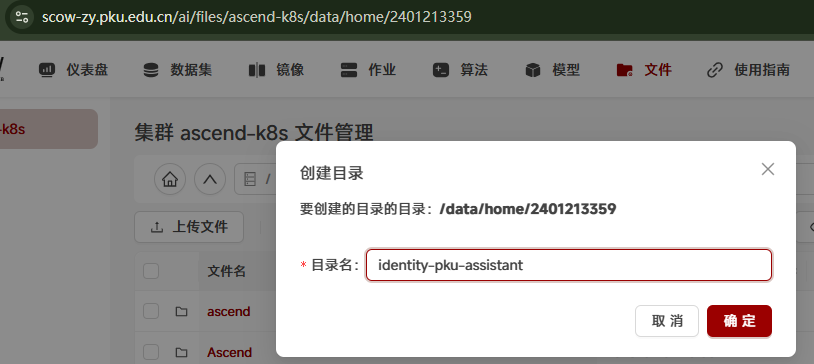 scow-zy.pku.edu.cn/ai/files/ascend-k8s/data/home/2401213359
仪表盘 数据集 镜像 作业 算法 模型 文件 使用指南
-k8s
集群 ascend-k8s 文件管理
/
上传文件
文件名
ascend
Ascend
创建目录
要创建的目录的目录：/data/home/2401213359
* 目录名： identity-pku-assistant
取 消 确 定